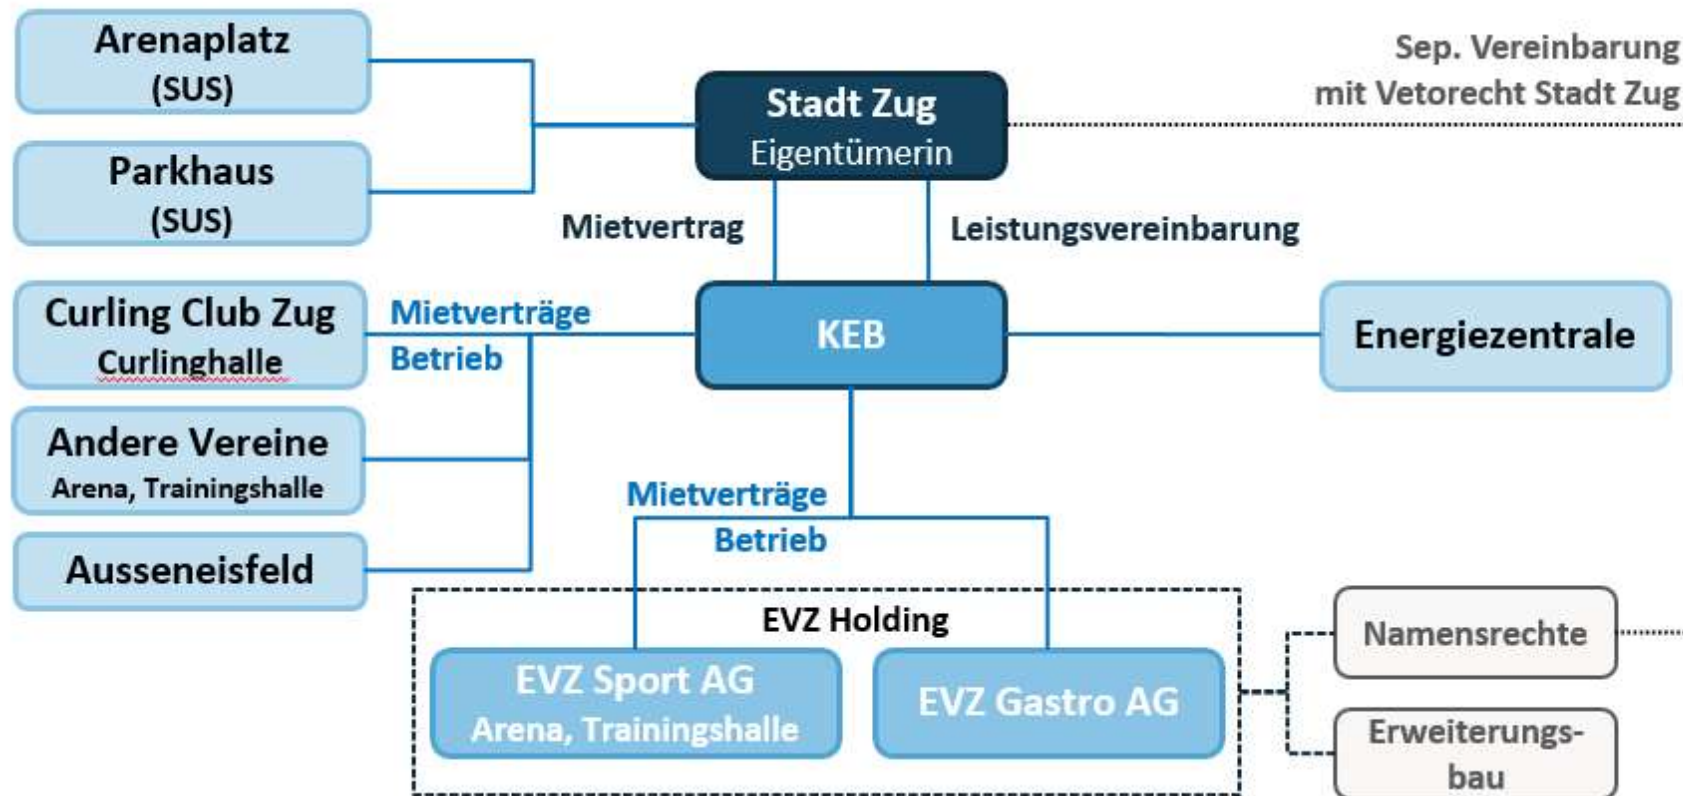 Arenaplatz
(SUS)
Sep. Vereinbarung
mit Vetorecht Stadt Zug
Stadt Zug
Eigentümerin
Parkhaus
(SUS)
Mietvertrag
Leistungsvereinbarung
Curling Club Zug
Curlinghalle
Mietverträge
Betrieb
KEB
Energiezentrale
Andere Vereine
Arena, Trainingshalle
Mietverträge
Betrieb
Ausseneisfeld
EVZ Holding
EVZ Sport AG
Arena, Trainingshalle
EVZ Gastro AG
Namensrechte
Erweiterungs-
bau